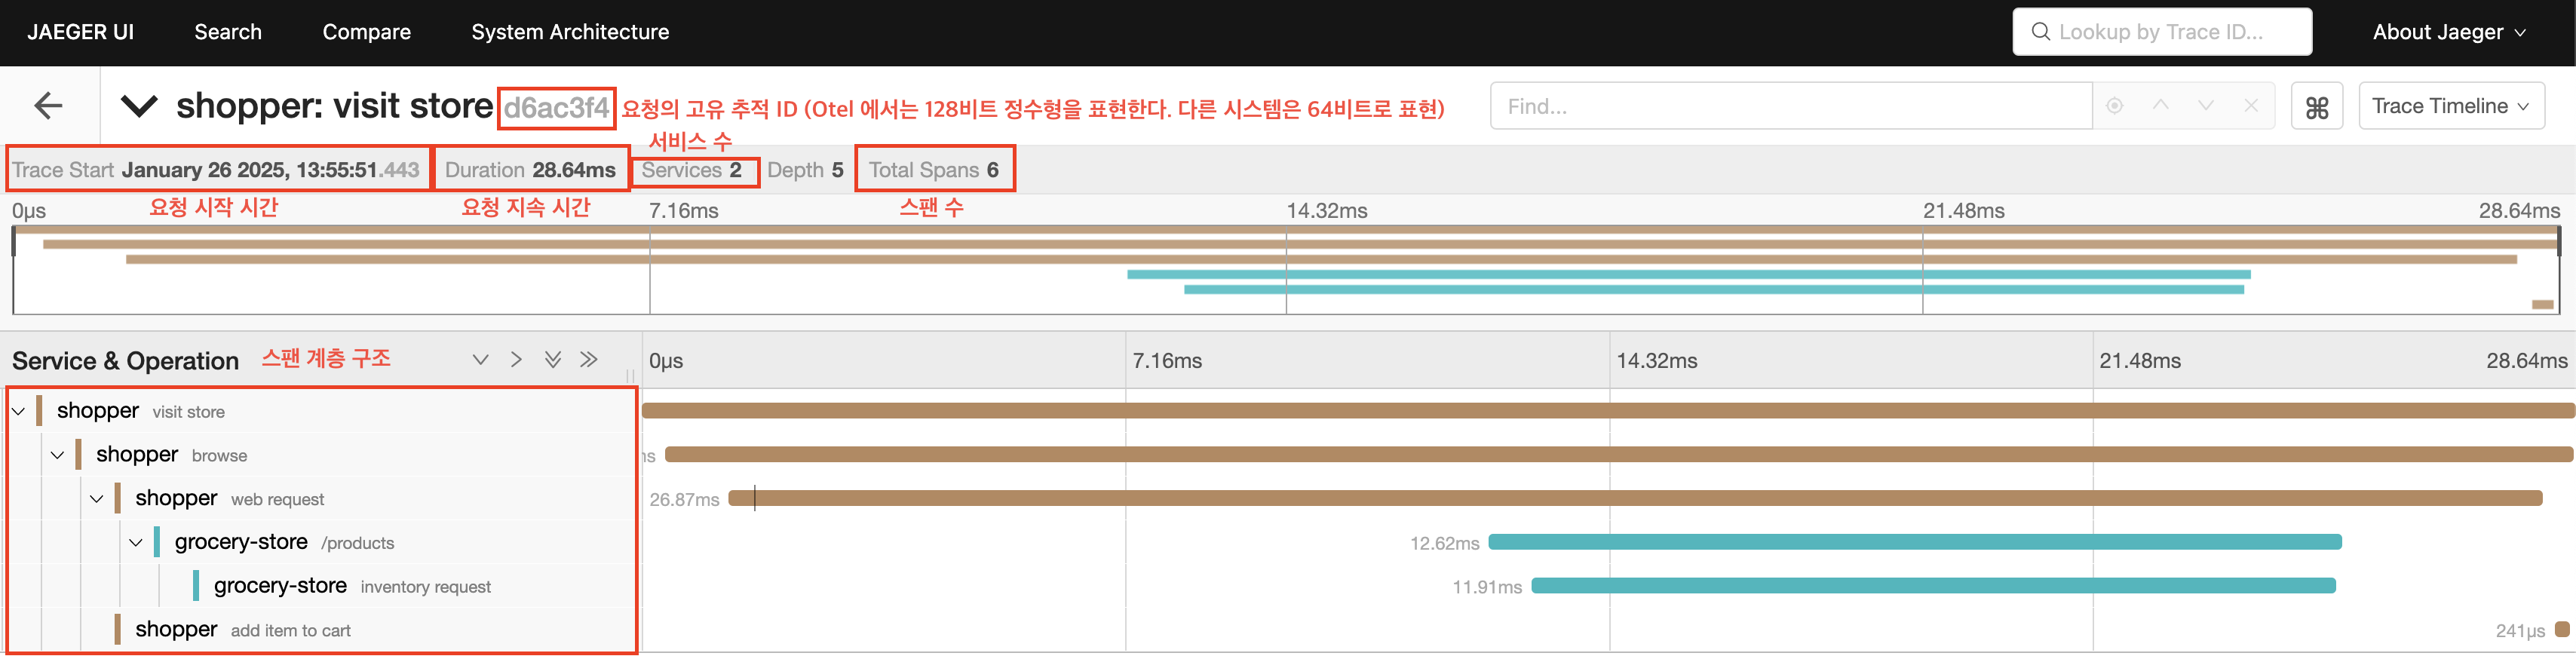 JAEGER UI Search Compare System Architecture Lookup by Trace ID... About Jaeger
shopper: visit store d6ac3f4 요청의 고유 추적 ID (Otel 에서는 128비트 정수형을 표현한다. 다른 시스템은 64비트로 표현) Find... Trace Timeline
서비스 수
Trace Start January 26 2025, 13:55:51.443 Duration 28.64ms Services 2 Depth 5 Total Spans 6
0μs 요청 시작 시간 요청 지속 시간 7.16ms 스팬 수 14.32ms 21.48ms 28.64ms
Service & Operation 스팬 계층 구조 0μs 7.16ms 14.32ms 21.48ms 28.64ms
shopper visit store
shopper browse
shopper web request 26.87ms
grocery-store /products 12.62ms
grocery-store inventory request 11.91ms
shopper add item to cart 241μs